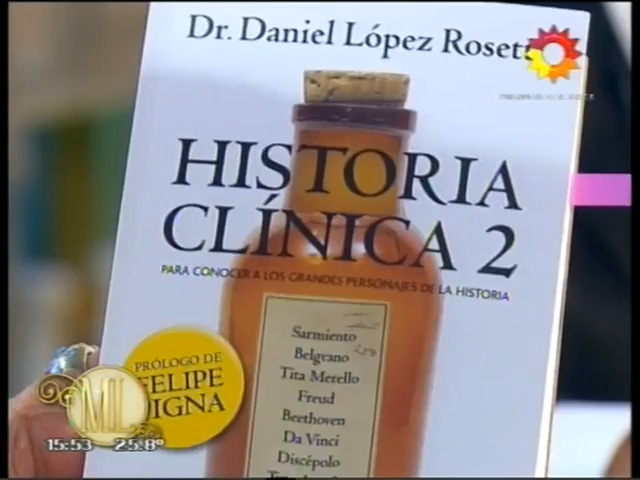 Dr. Daniel López Rosett
HISTORIA
CLÍNICA 2
PARA CONOCER A LOS GRANDES PERSONAJES DE LA HISTORIA
Sarmiento
Belgrano
Tita Merello
Freud
Beethoven
Da Vinci
Discépolo
PRÓLOGO DE
FELIPE
PIGNA
ML
15:53 25.8°